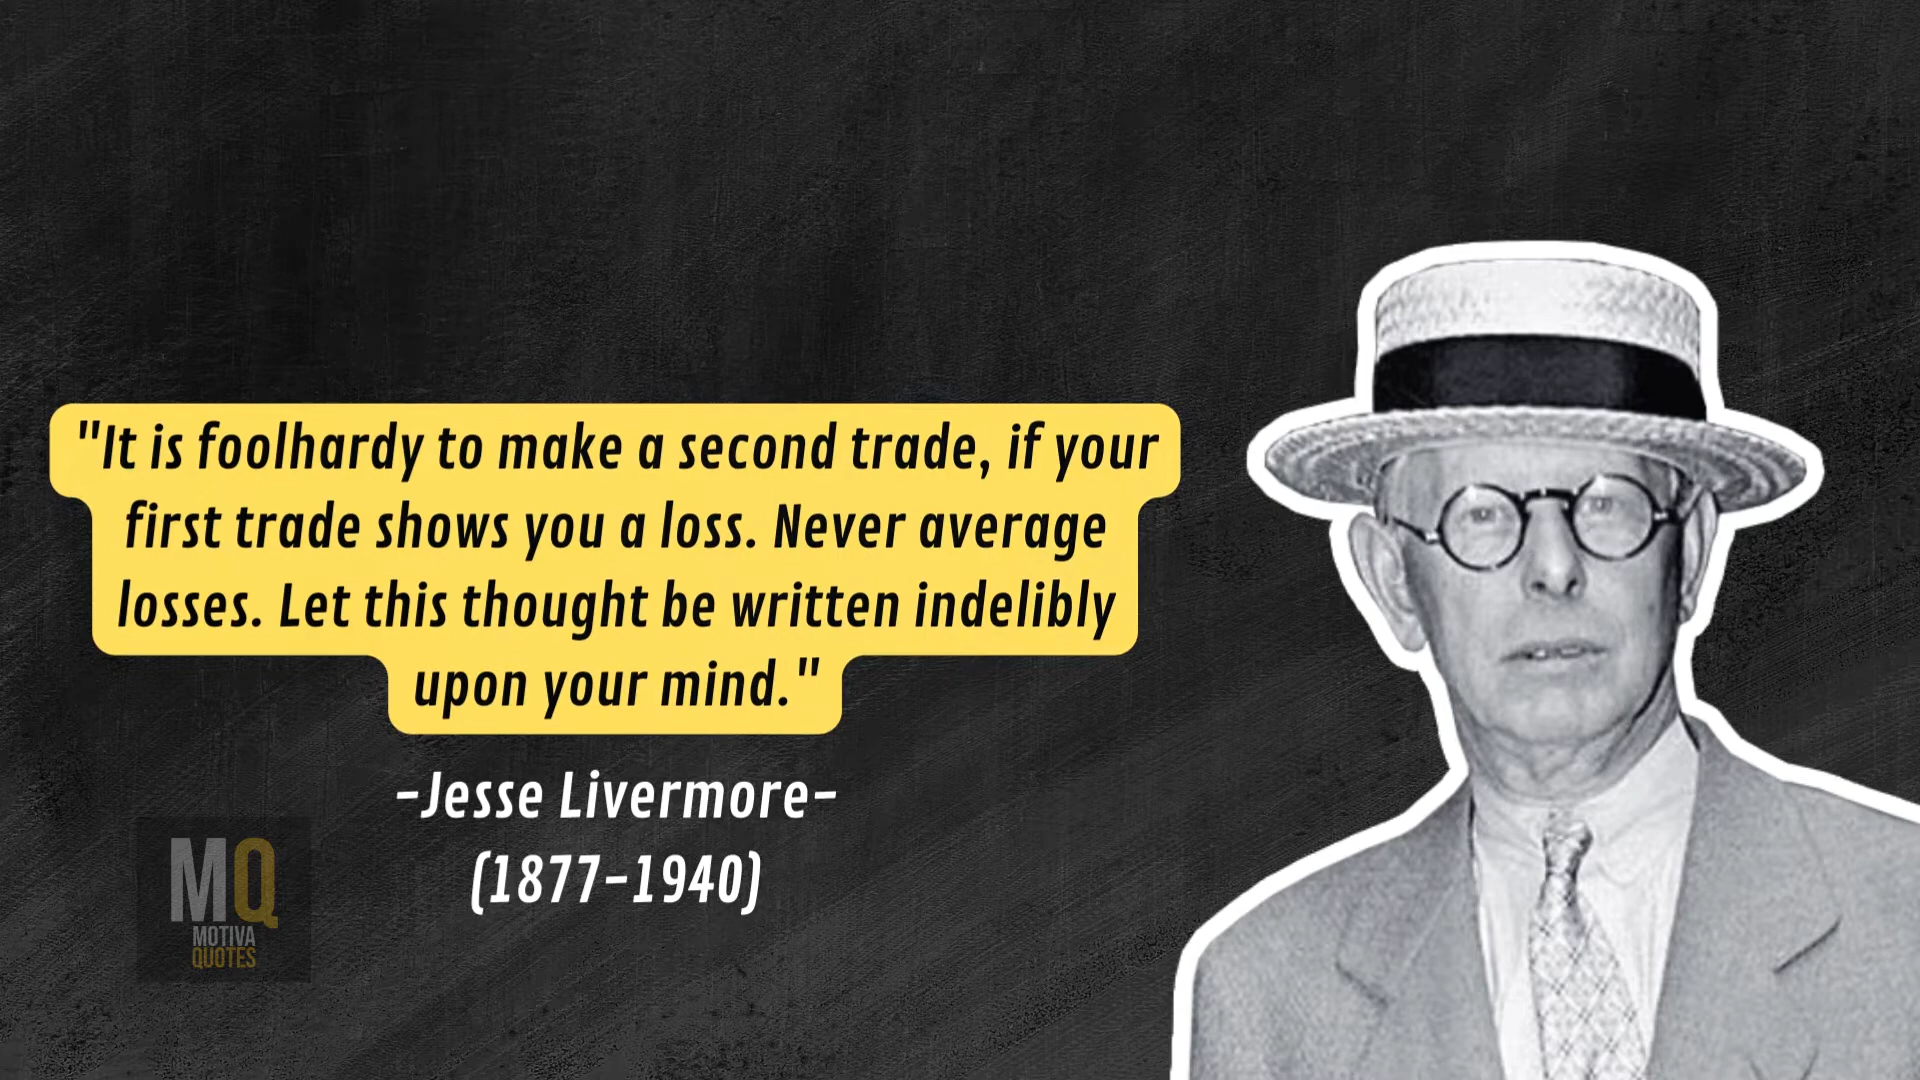 "It is foolhardy to make a second trade, if your
first trade shows you a loss. Never average
losses. Let this thought be written indelibly
upon your mind."
-Jesse Livermore-
(1877-1940)
MQ
MOTIVA
QUOTES